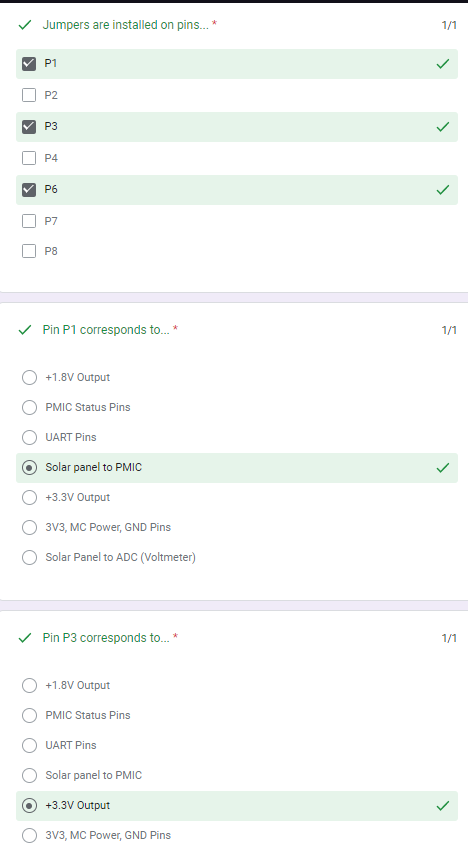 Jumpers are installed on pins... * 1/1
P1
P2
P3
P4
P6
P7
P8
Pin P1 corresponds to... * 1/1
+1.8V Output
PMIC Status Pins
UART Pins
Solar panel to PMIC
+3.3V Output
3V3, MC Power, GND Pins
Solar Panel to ADC (Voltmeter)
Pin P3 corresponds to... * 1/1
+1.8V Output
PMIC Status Pins
UART Pins
Solar panel to PMIC
+3.3V Output
3V3, MC Power, GND Pins